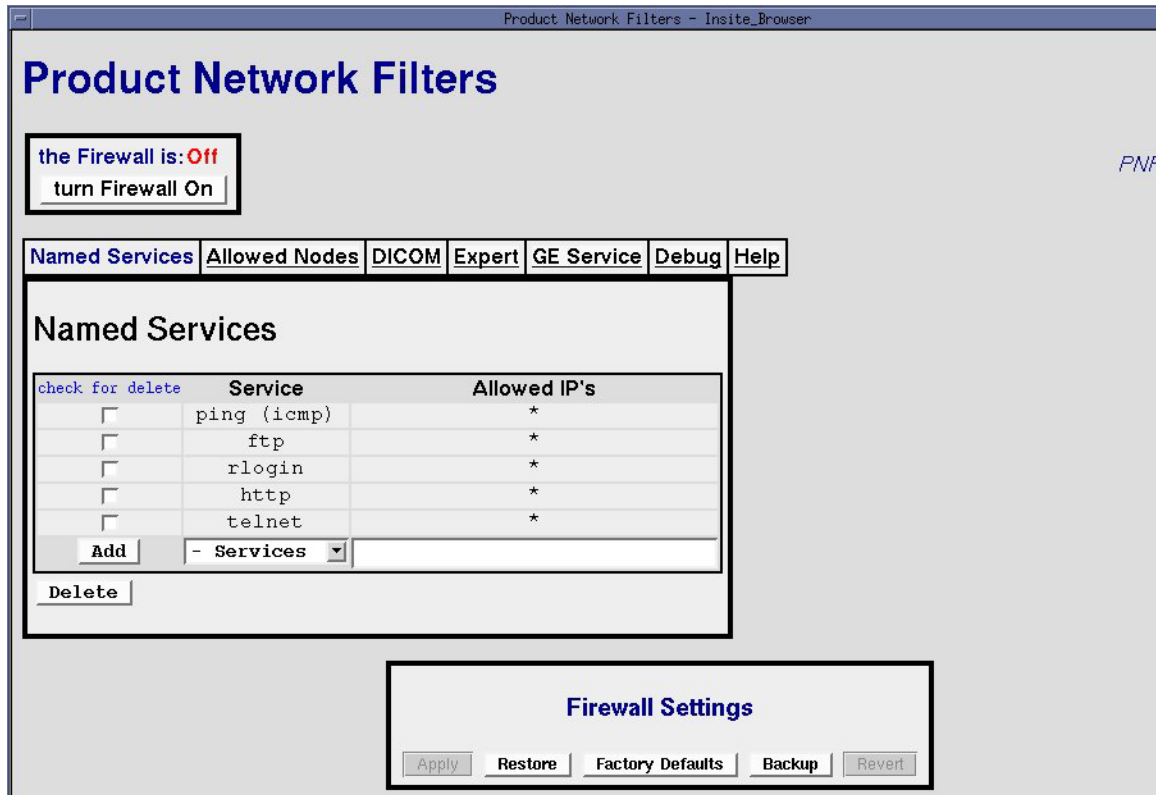 Product Network Filters - Insite_Browser
Product Network Filters
the Firewall is: Off
PNF
turn Firewall On
Named Services Allowed Nodes DICOM Expert GE Service Debug Help
Named Services
check for delete Service Allowed IP's
ping (icmp) *
ftp *
rlogin *
http *
telnet *
Add - Services
Delete
Firewall Settings
Apply Restore Factory Defaults Backup Revert